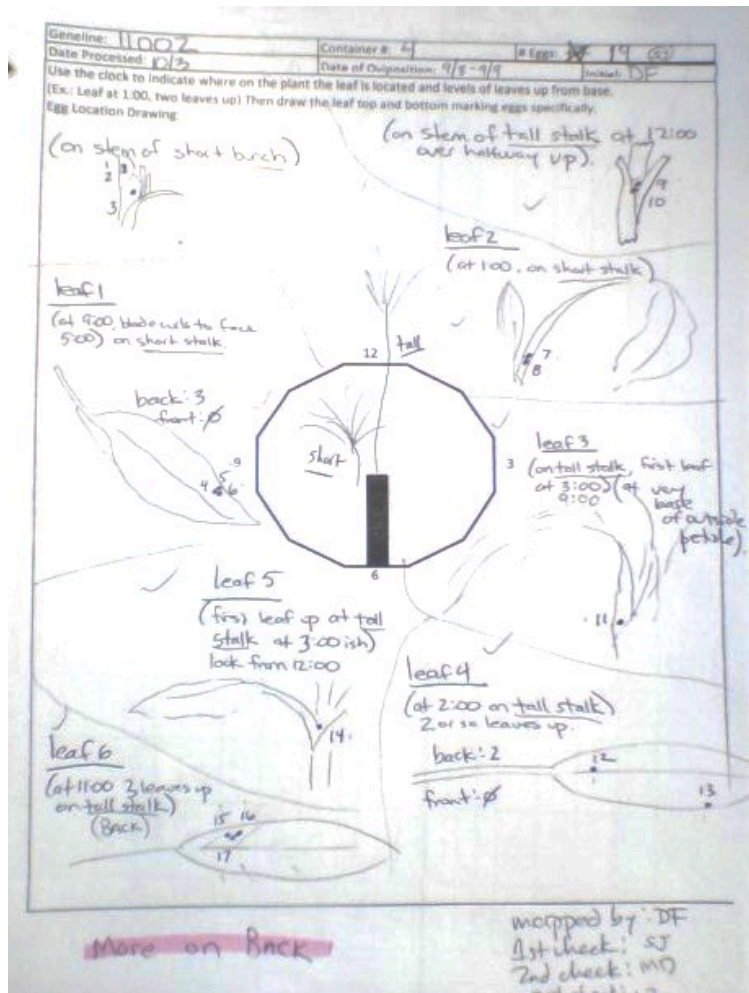 Geneline: 11002
Container #: 4
# Eggs: 19 SJ
Date Processed: 10/3
Date of Oviposition: 9/8-9/9
Initial: DF
Use the clock to indicate where on the plant the leaf is located and levels of leaves up from base.
(Ex: Leaf at 1:00, two leaves up) Then draw the leaf top and bottom marking eggs specifically.
Egg Location Drawing
(on stem of short bunch)
1
2
3
(on stem of tall stalk at 12:00
over halfway up).
9
10
leaf 2
(at 1:00, on short stalk)
7
8
leaf 1
(at 9:00, blade curls to face
5:00) on short stalk.
back: 3
front: ø
4 5 6
12
tall
short
9
3
6
leaf 3
(on tall stalk, first leaf
at 3:00) (at very
9:00 base
of outside
petiole).
11
leaf 5
(first leaf up at tall
stalk at 3:00 ish)
look from 12:00
14
leaf 4
(at 2:00 on tall stalk)
2 or so leaves up.
back: 2
front: ø
12
13
leaf 6
(at 11:00 2 leaves up
on tall stalk)
(BACK)
15 16
17
More on BACK
mapped by: DF
1st check: SJ
2nd check: MD